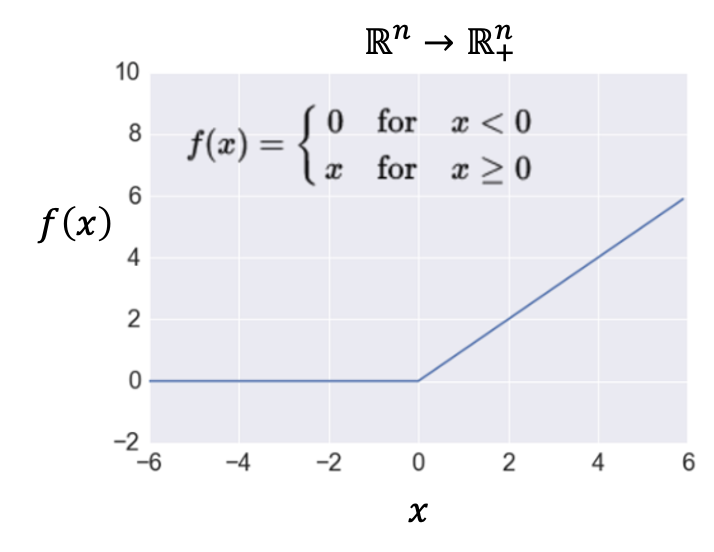 ℝⁿ → ℝⁿ₊
10
8
6
4
2
0
−2
f(x) = { 0 for x < 0
x for x ≥ 0
f(x)
−6 −4 −2 0 2 4 6
x